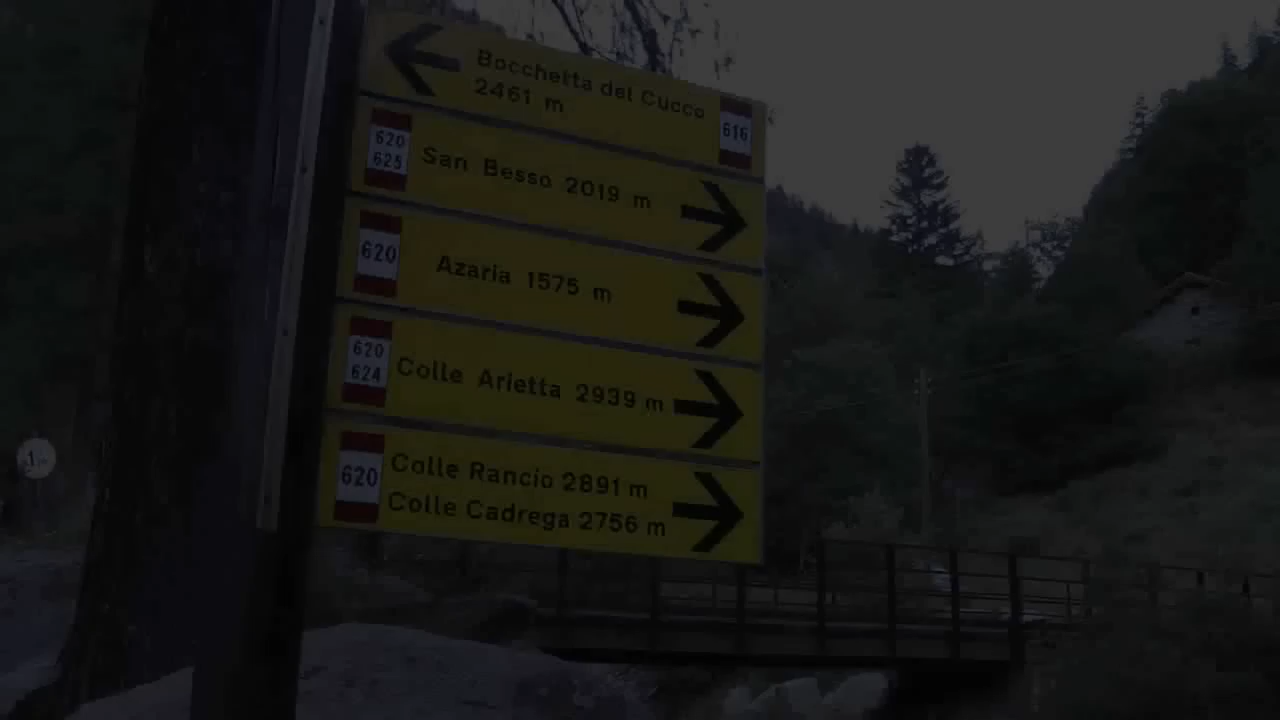 Bocchetta del Cucco
2461 m
616
620
625
San Besso 2019 m
620
Azaria 1575 m
620
624
Colle Arietta 2939 m
620
Colle Rancio 2891 m
Colle Cadrega 2756 m